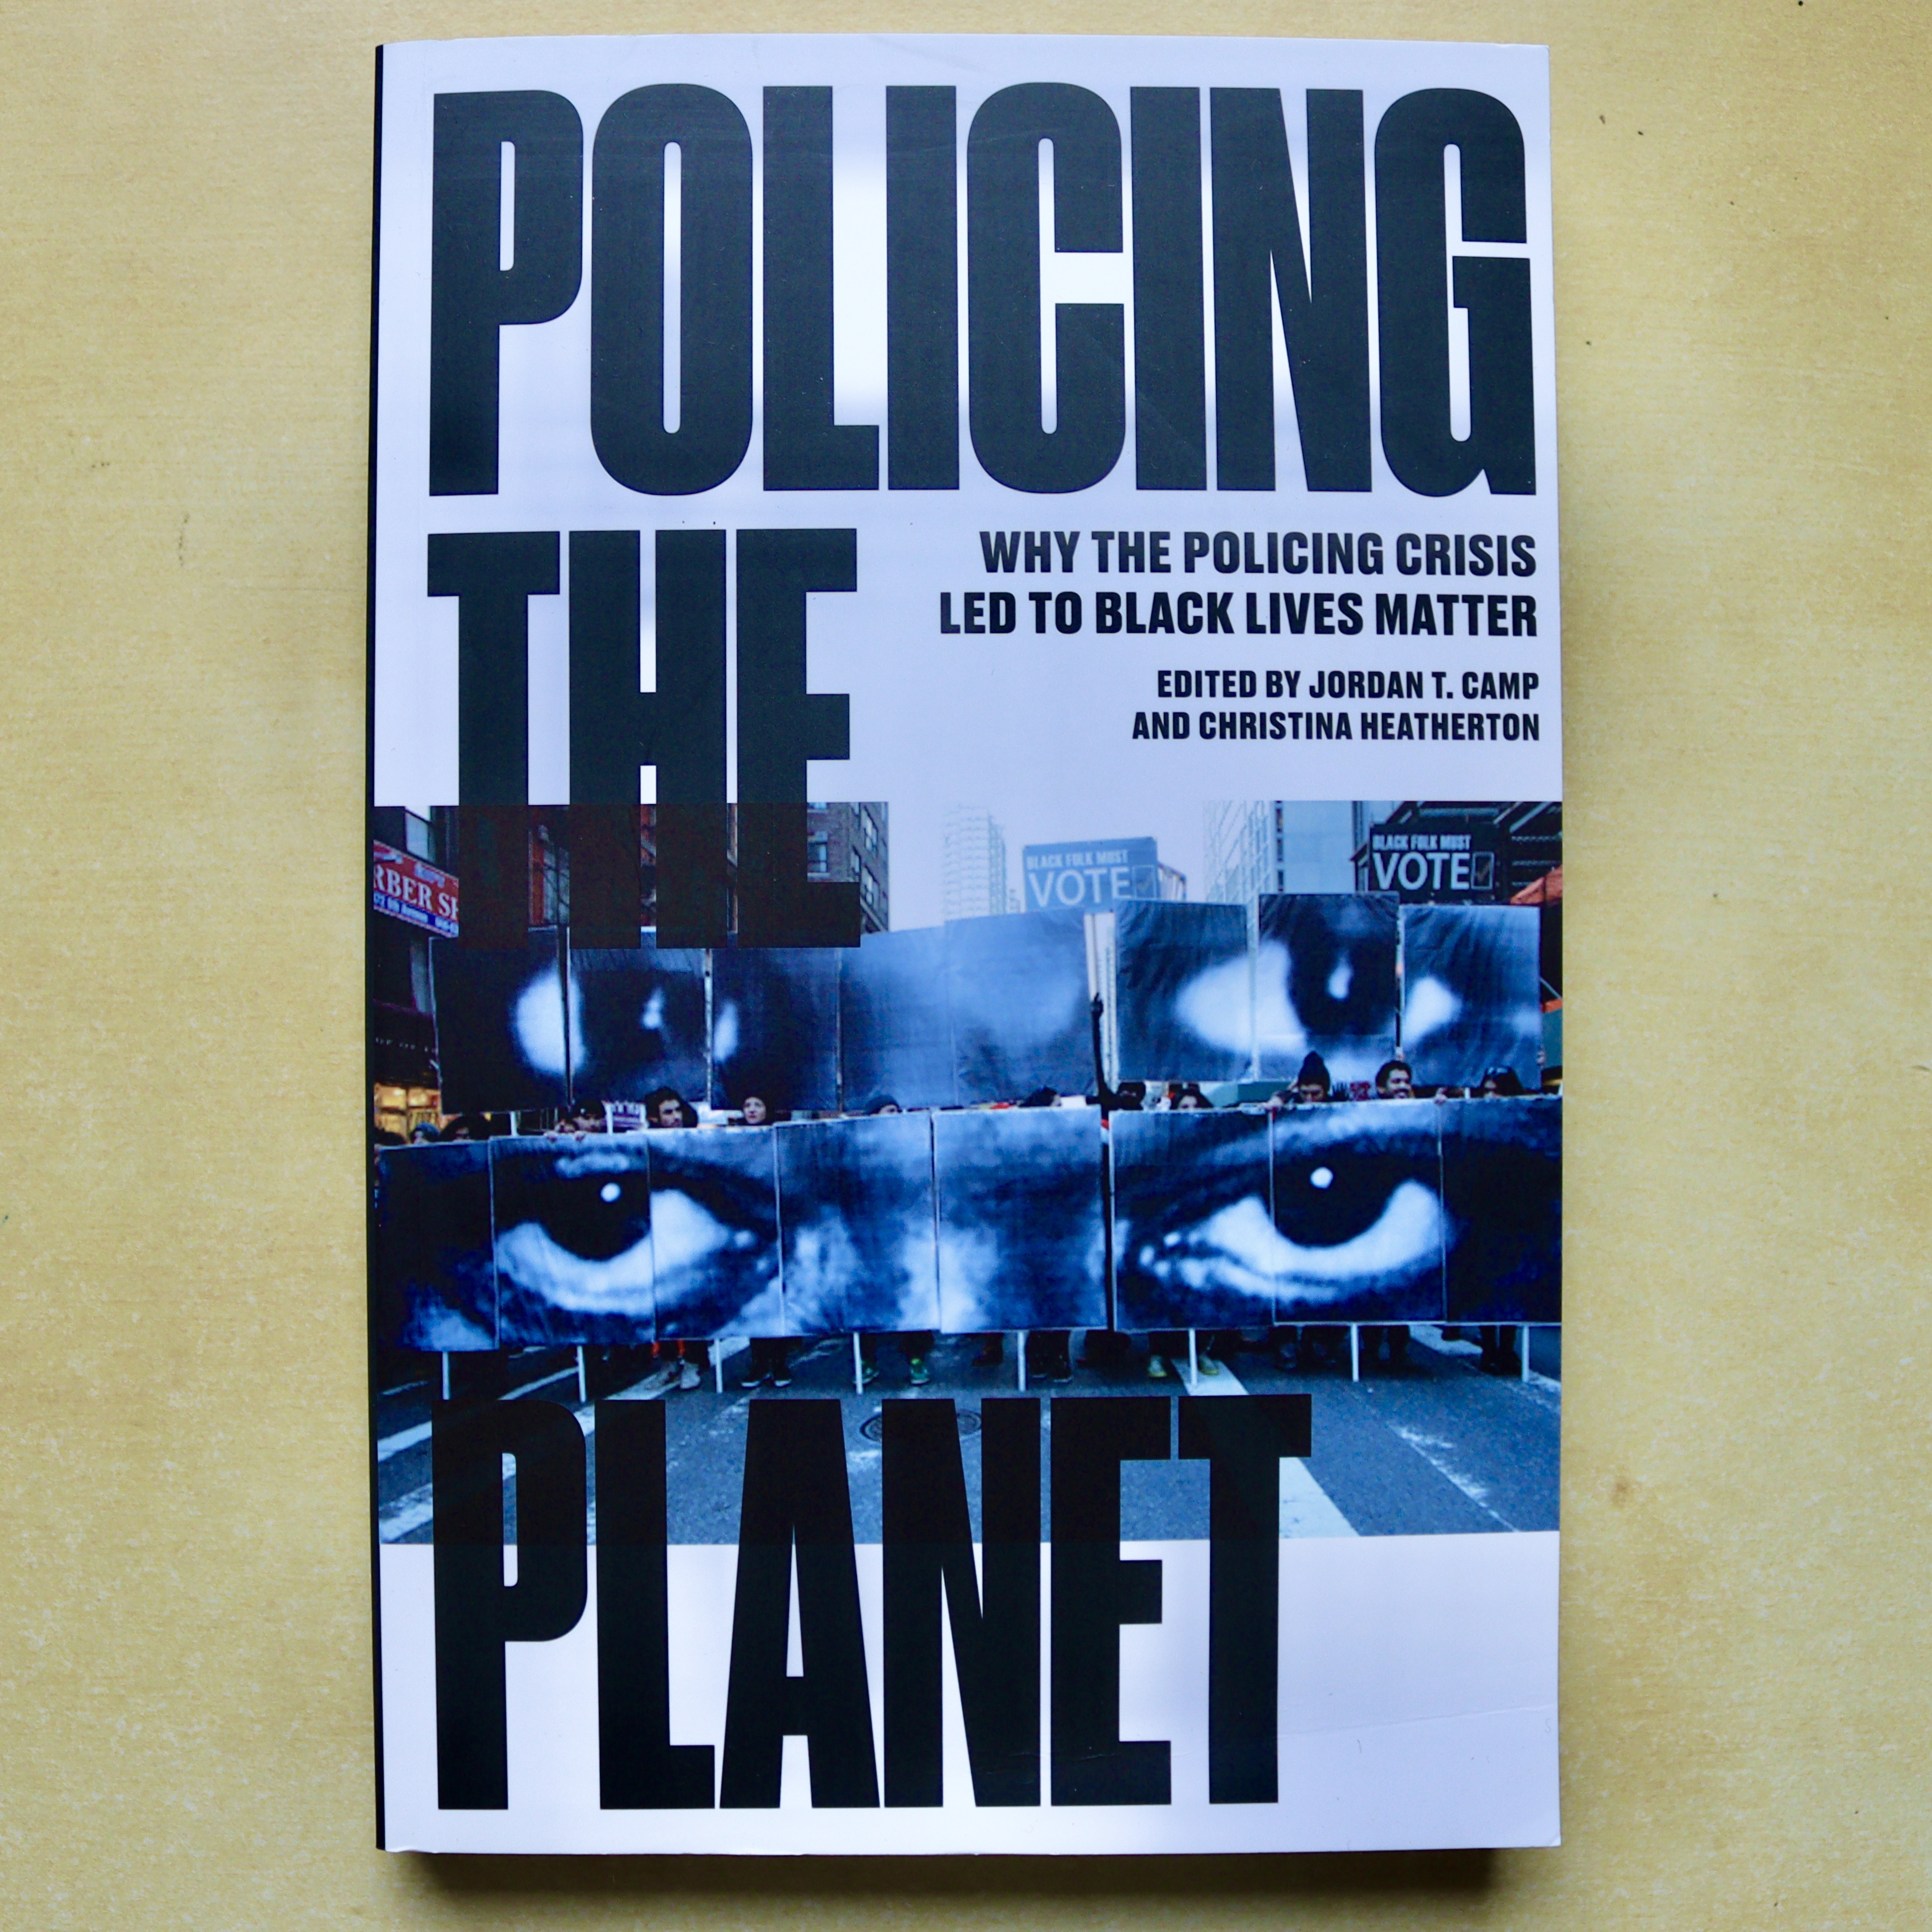 POLICING
THE
WHY THE POLICING CRISIS
LED TO BLACK LIVES MATTER
EDITED BY JORDAN T. CAMP
AND CHRISTINA HEATHERTON
BLACK FOLK MUST
VOTE
BLACK FOLK MUST
VOTE
PLANET